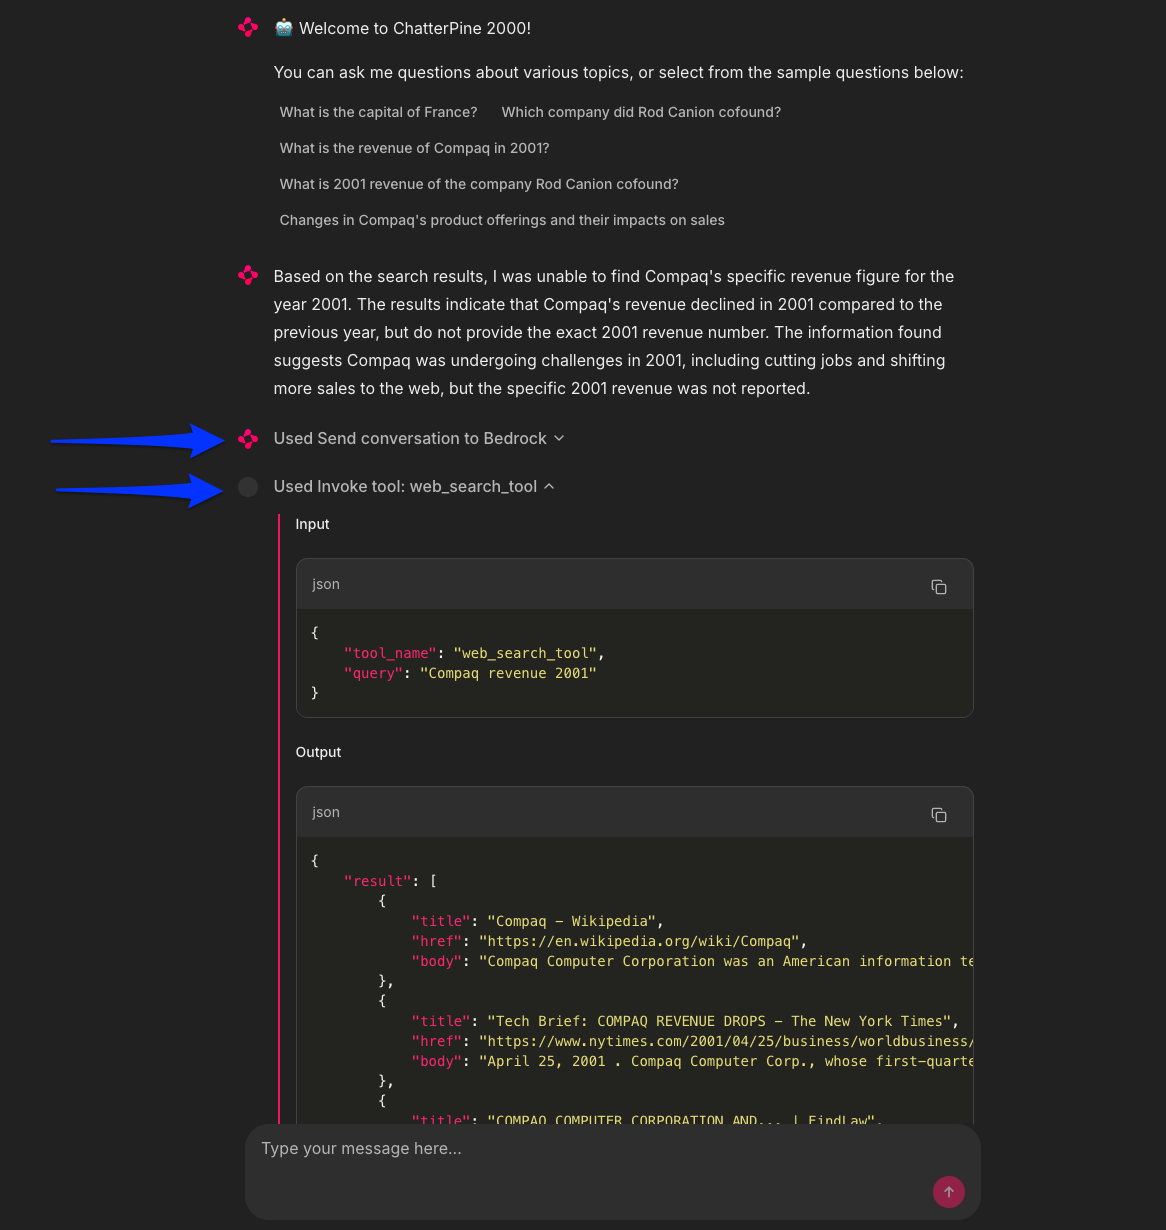 Welcome to ChatterPine 2000!
You can ask me questions about various topics, or select from the sample questions below:
What is the capital of France? Which company did Rod Canion cofound?
What is the revenue of Compaq in 2001?
What is 2001 revenue of the company Rod Canion cofound?
Changes in Compaq's product offerings and their impacts on sales
Based on the search results, I was unable to find Compaq's specific revenue figure for the
year 2001. The results indicate that Compaq's revenue declined in 2001 compared to the
previous year, but do not provide the exact 2001 revenue number. The information found
suggests Compaq was undergoing challenges in 2001, including cutting jobs and shifting
more sales to the web, but the specific 2001 revenue was not reported.
Used Send conversation to Bedrock
Used Invoke tool: web_search_tool
Input
json
{
"tool_name": "web_search_tool",
"query": "Compaq revenue 2001"
}
Output
json
{
"result": [
{
"title": "Compaq – Wikipedia",
"href": "https://en.wikipedia.org/wiki/Compaq",
"body": "Compaq Computer Corporation was an American information te
},
{
"title": "Tech Brief: COMPAQ REVENUE DROPS – The New York Times",
"href": "https://www.nytimes.com/2001/04/25/business/worldbusiness/
"body": "April 25, 2001 . Compaq Computer Corp., whose first–quarte
},
{
"title": "COMPAQ COMPUTER CORPORATION AND... | FindLaw",
Type your message here...